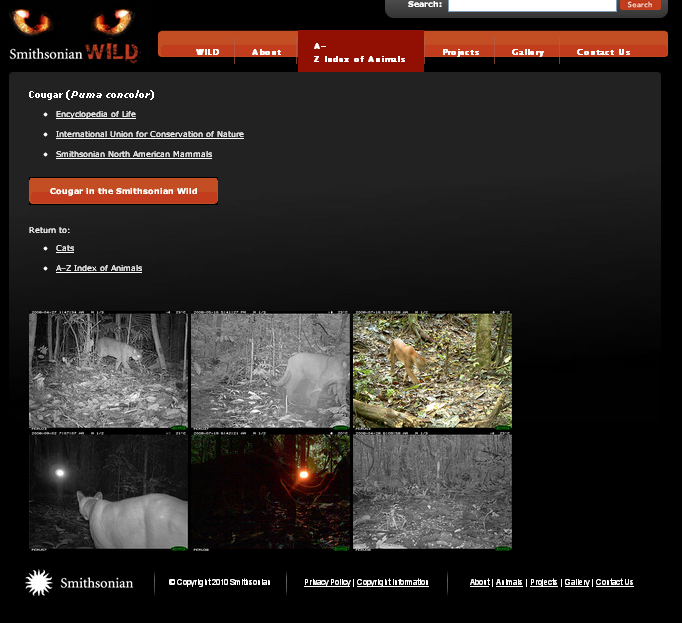 Search:
Search
Smithsonian WILD
WILD
About
A–
Z Index of Animals
Projects
Gallery
Contact Us
Cougar (Puma concolor)
Encyclopedia of Life
International Union for Conservation of Nature
Smithsonian North American Mammals
Cougar in the Smithsonian Wild
Return to:
Cats
A–Z Index of Animals
Smithsonian
© Copyright 2010 Smithsonian
Privacy Policy | Copyright Information
About | Animals | Projects | Gallery | Contact Us